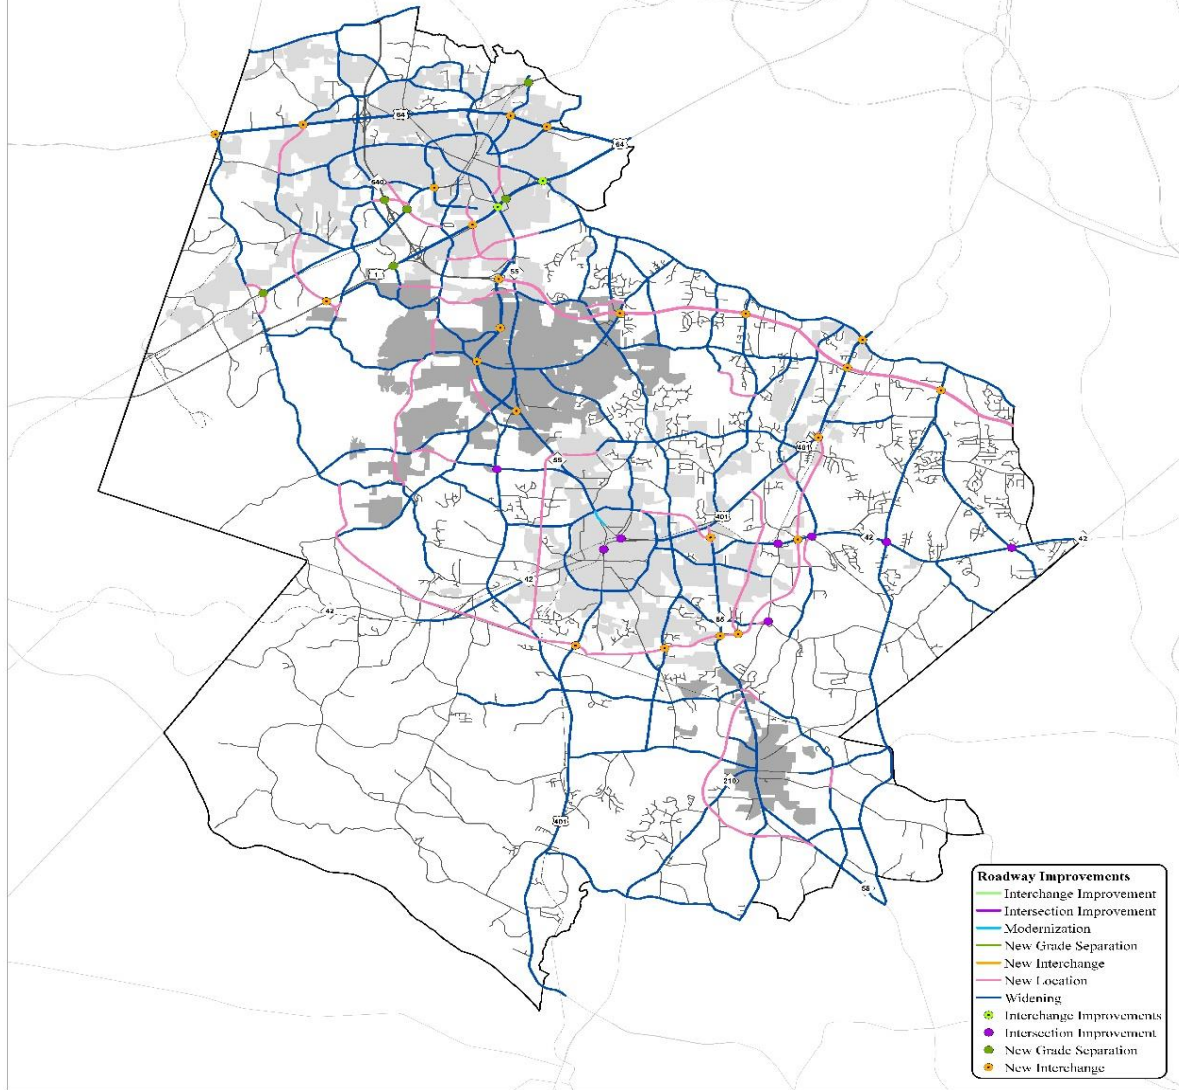 64
64
540
1
55
401
55
401
42
42
42
42
55
210
401
Roadway Improvements
Interchange Improvement
Intersection Improvement
Modernization
New Grade Separation
New Interchange
New Location
Widening
Interchange Improvements
Intersection Improvement
New Grade Separation
New Interchange